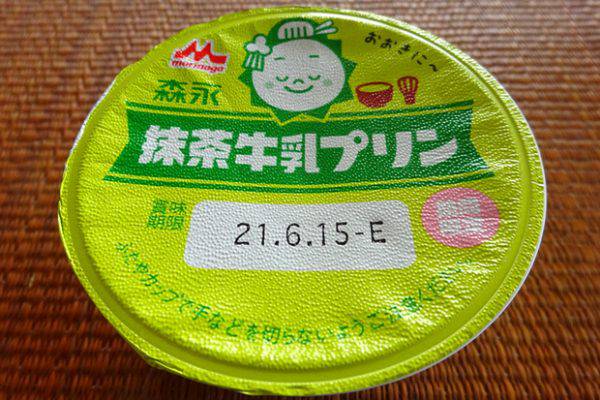 morinaga
おおきに〜
森永
抹茶牛乳プリン
賞味
期限
21.6.15-E
ふたやカップで手などを切らないようご注意ください。